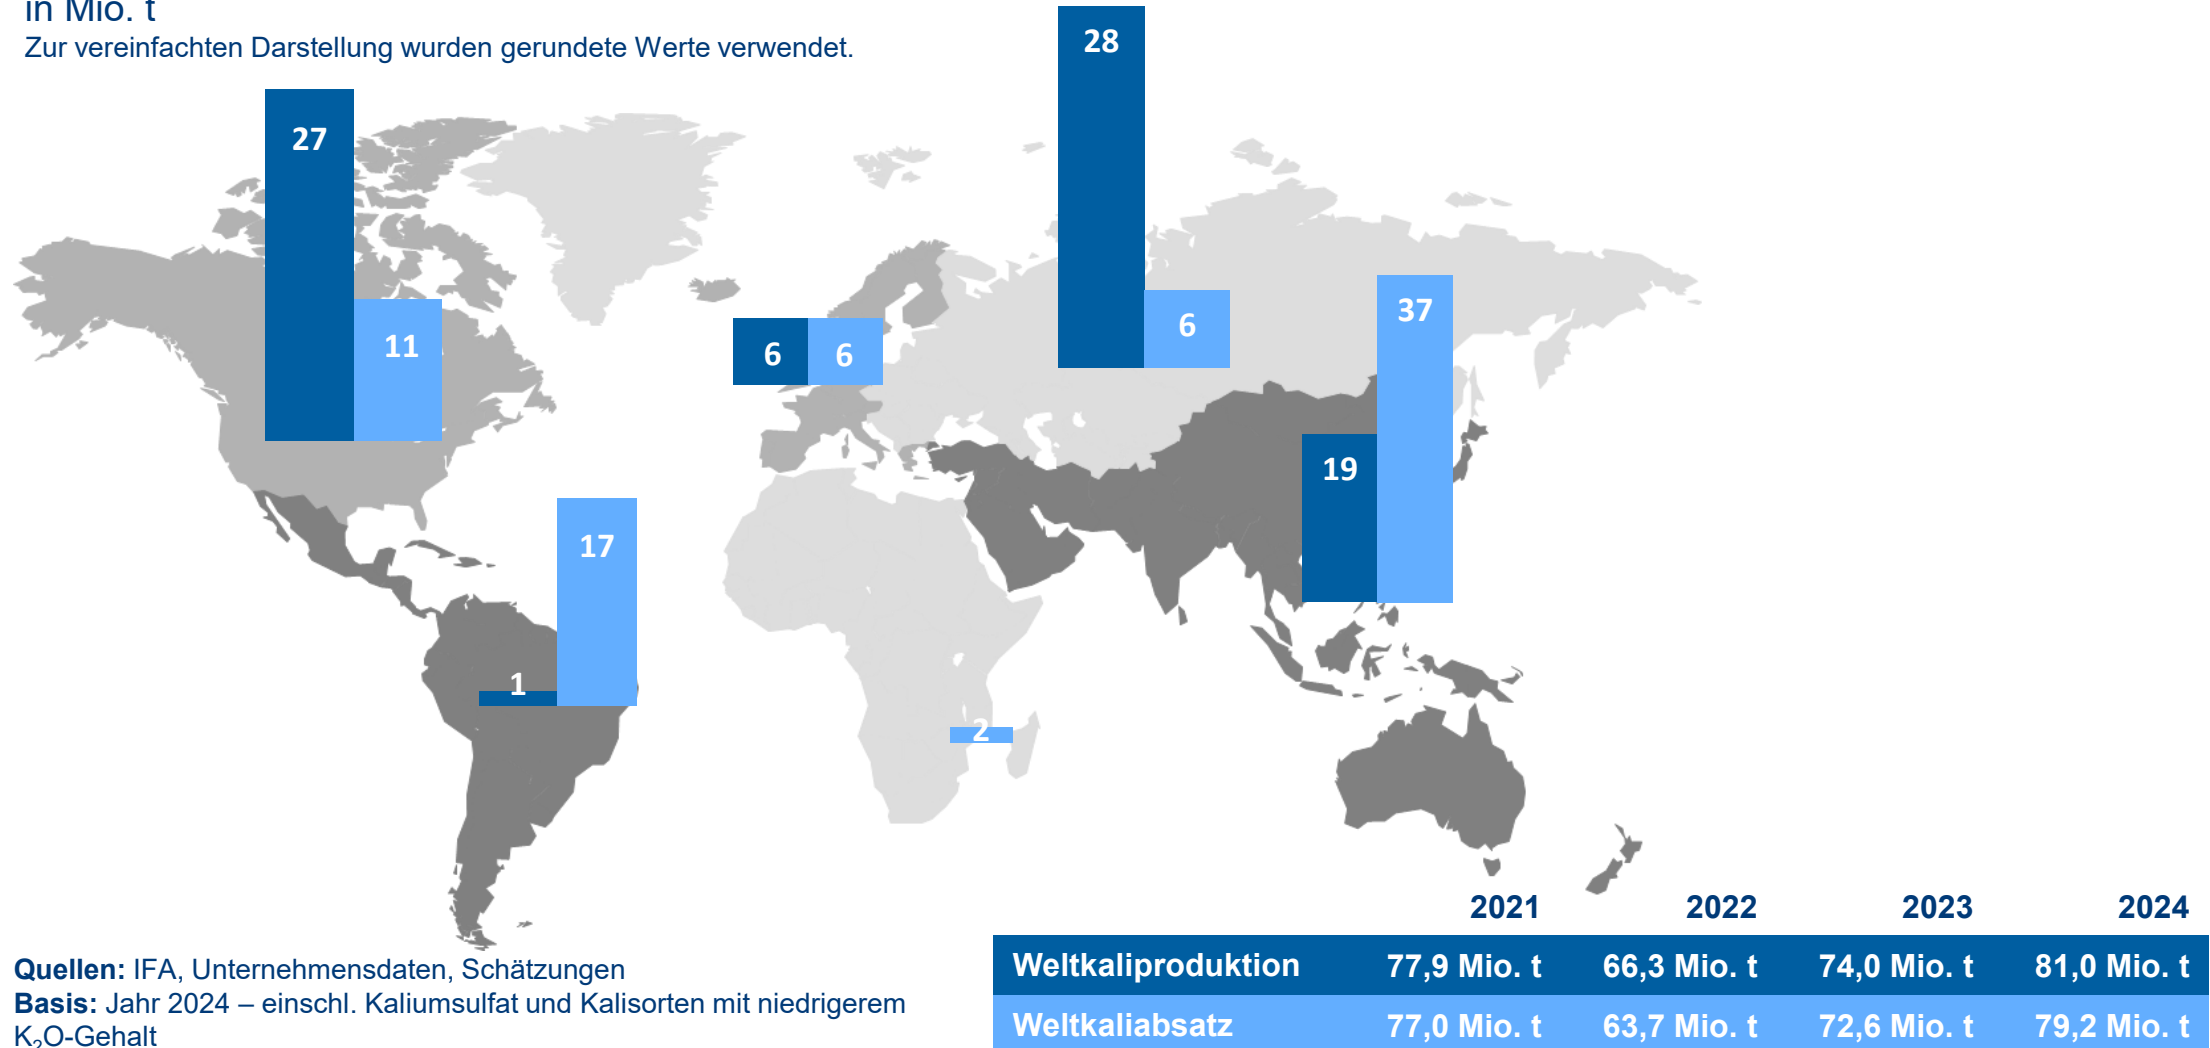 in Mio. t
Zur vereinfachten Darstellung wurden gerundete Werte verwendet.
28
27
11
6
6
6
37
19
17
1
2
2021 2022 2023 2024
Weltkaliproduktion 77,9 Mio. t 66,3 Mio. t 74,0 Mio. t 81,0 Mio. t
Weltkaliabsatz 77,0 Mio. t 63,7 Mio. t 72,6 Mio. t 79,2 Mio. t
Quellen: IFA, Unternehmensdaten, Schätzungen
Basis: Jahr 2024 – einschl. Kaliumsulfat und Kalisorten mit niedrigerem
K₂O-Gehalt